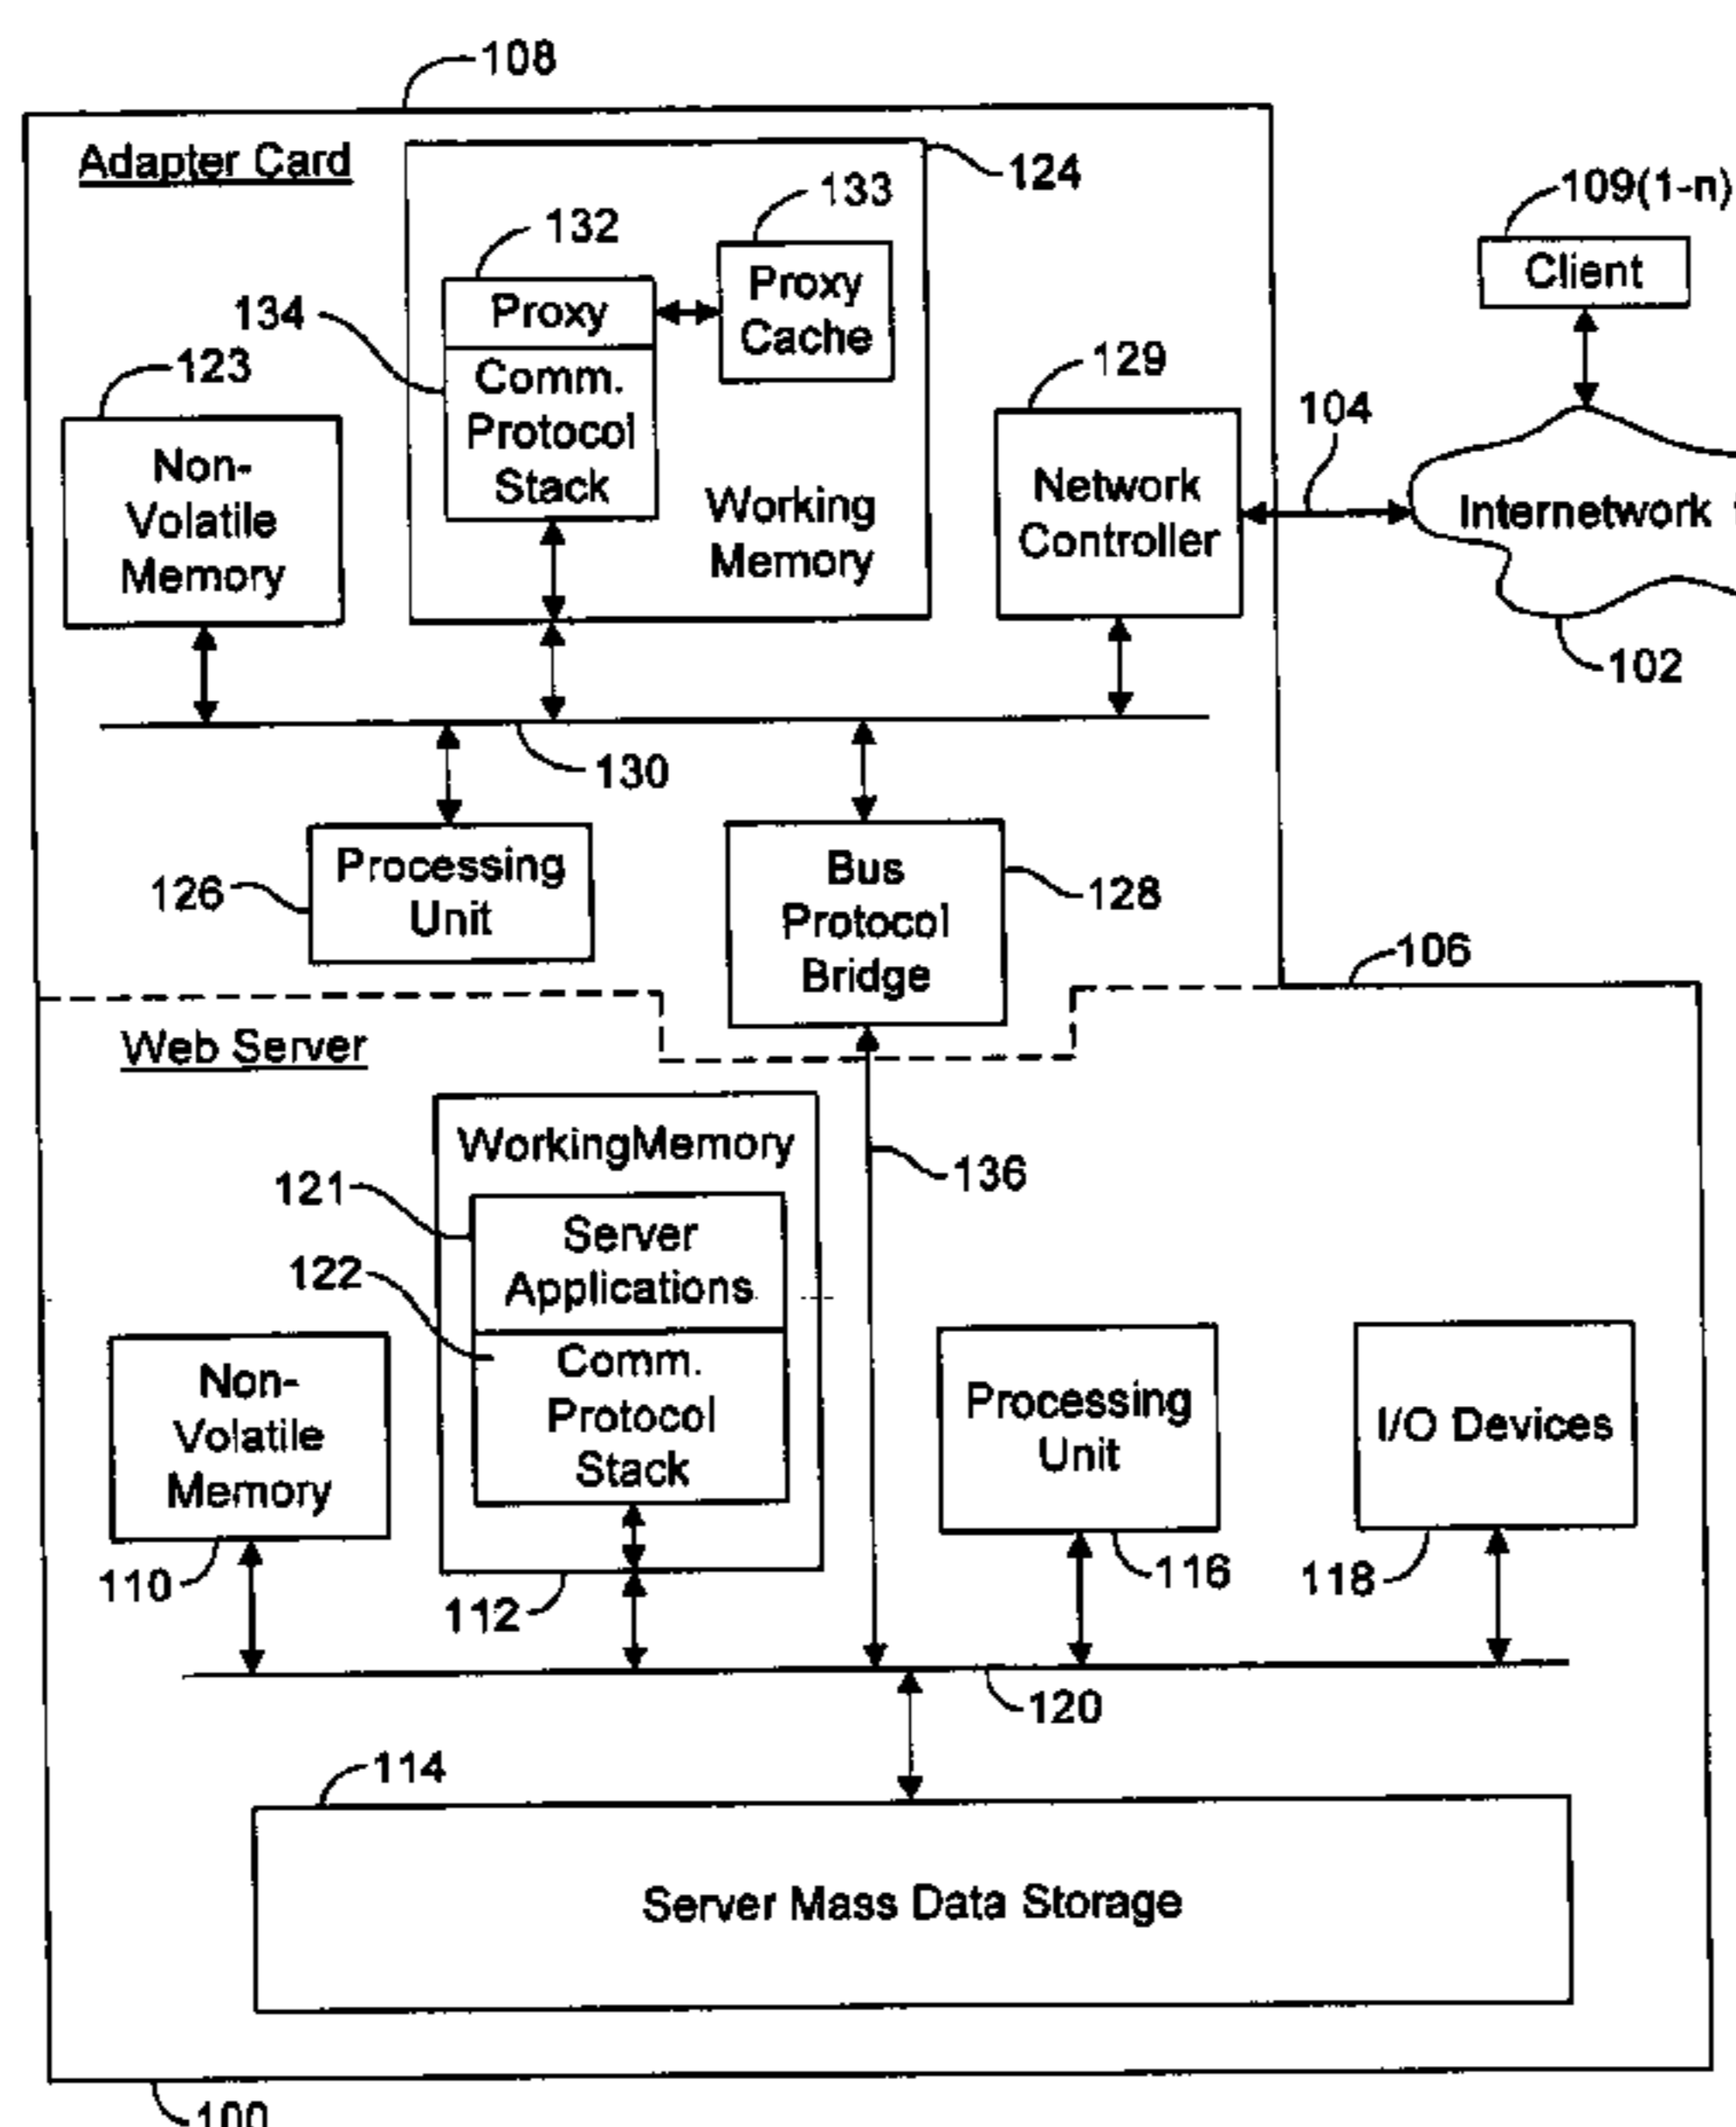 108
Adapter Card
124
133
109(1-n)
132
Client
Proxy
Cache
134
Proxy
123
129
Comm.
Protocol
Stack
104
Non-
Volatile
Memory
Network
Controller
Working
Memory
Internetwork
102
130
Processing
Unit
Bus
Protocol
Bridge
126
128
106
Web Server
WorkingMemory
136
121
Server
Applications
122
Comm.
Protocol
Stack
Non-
Volatile
Memory
Processing
Unit
I/O Devices
110
112
116
118
120
114
Server Mass Data Storage
100